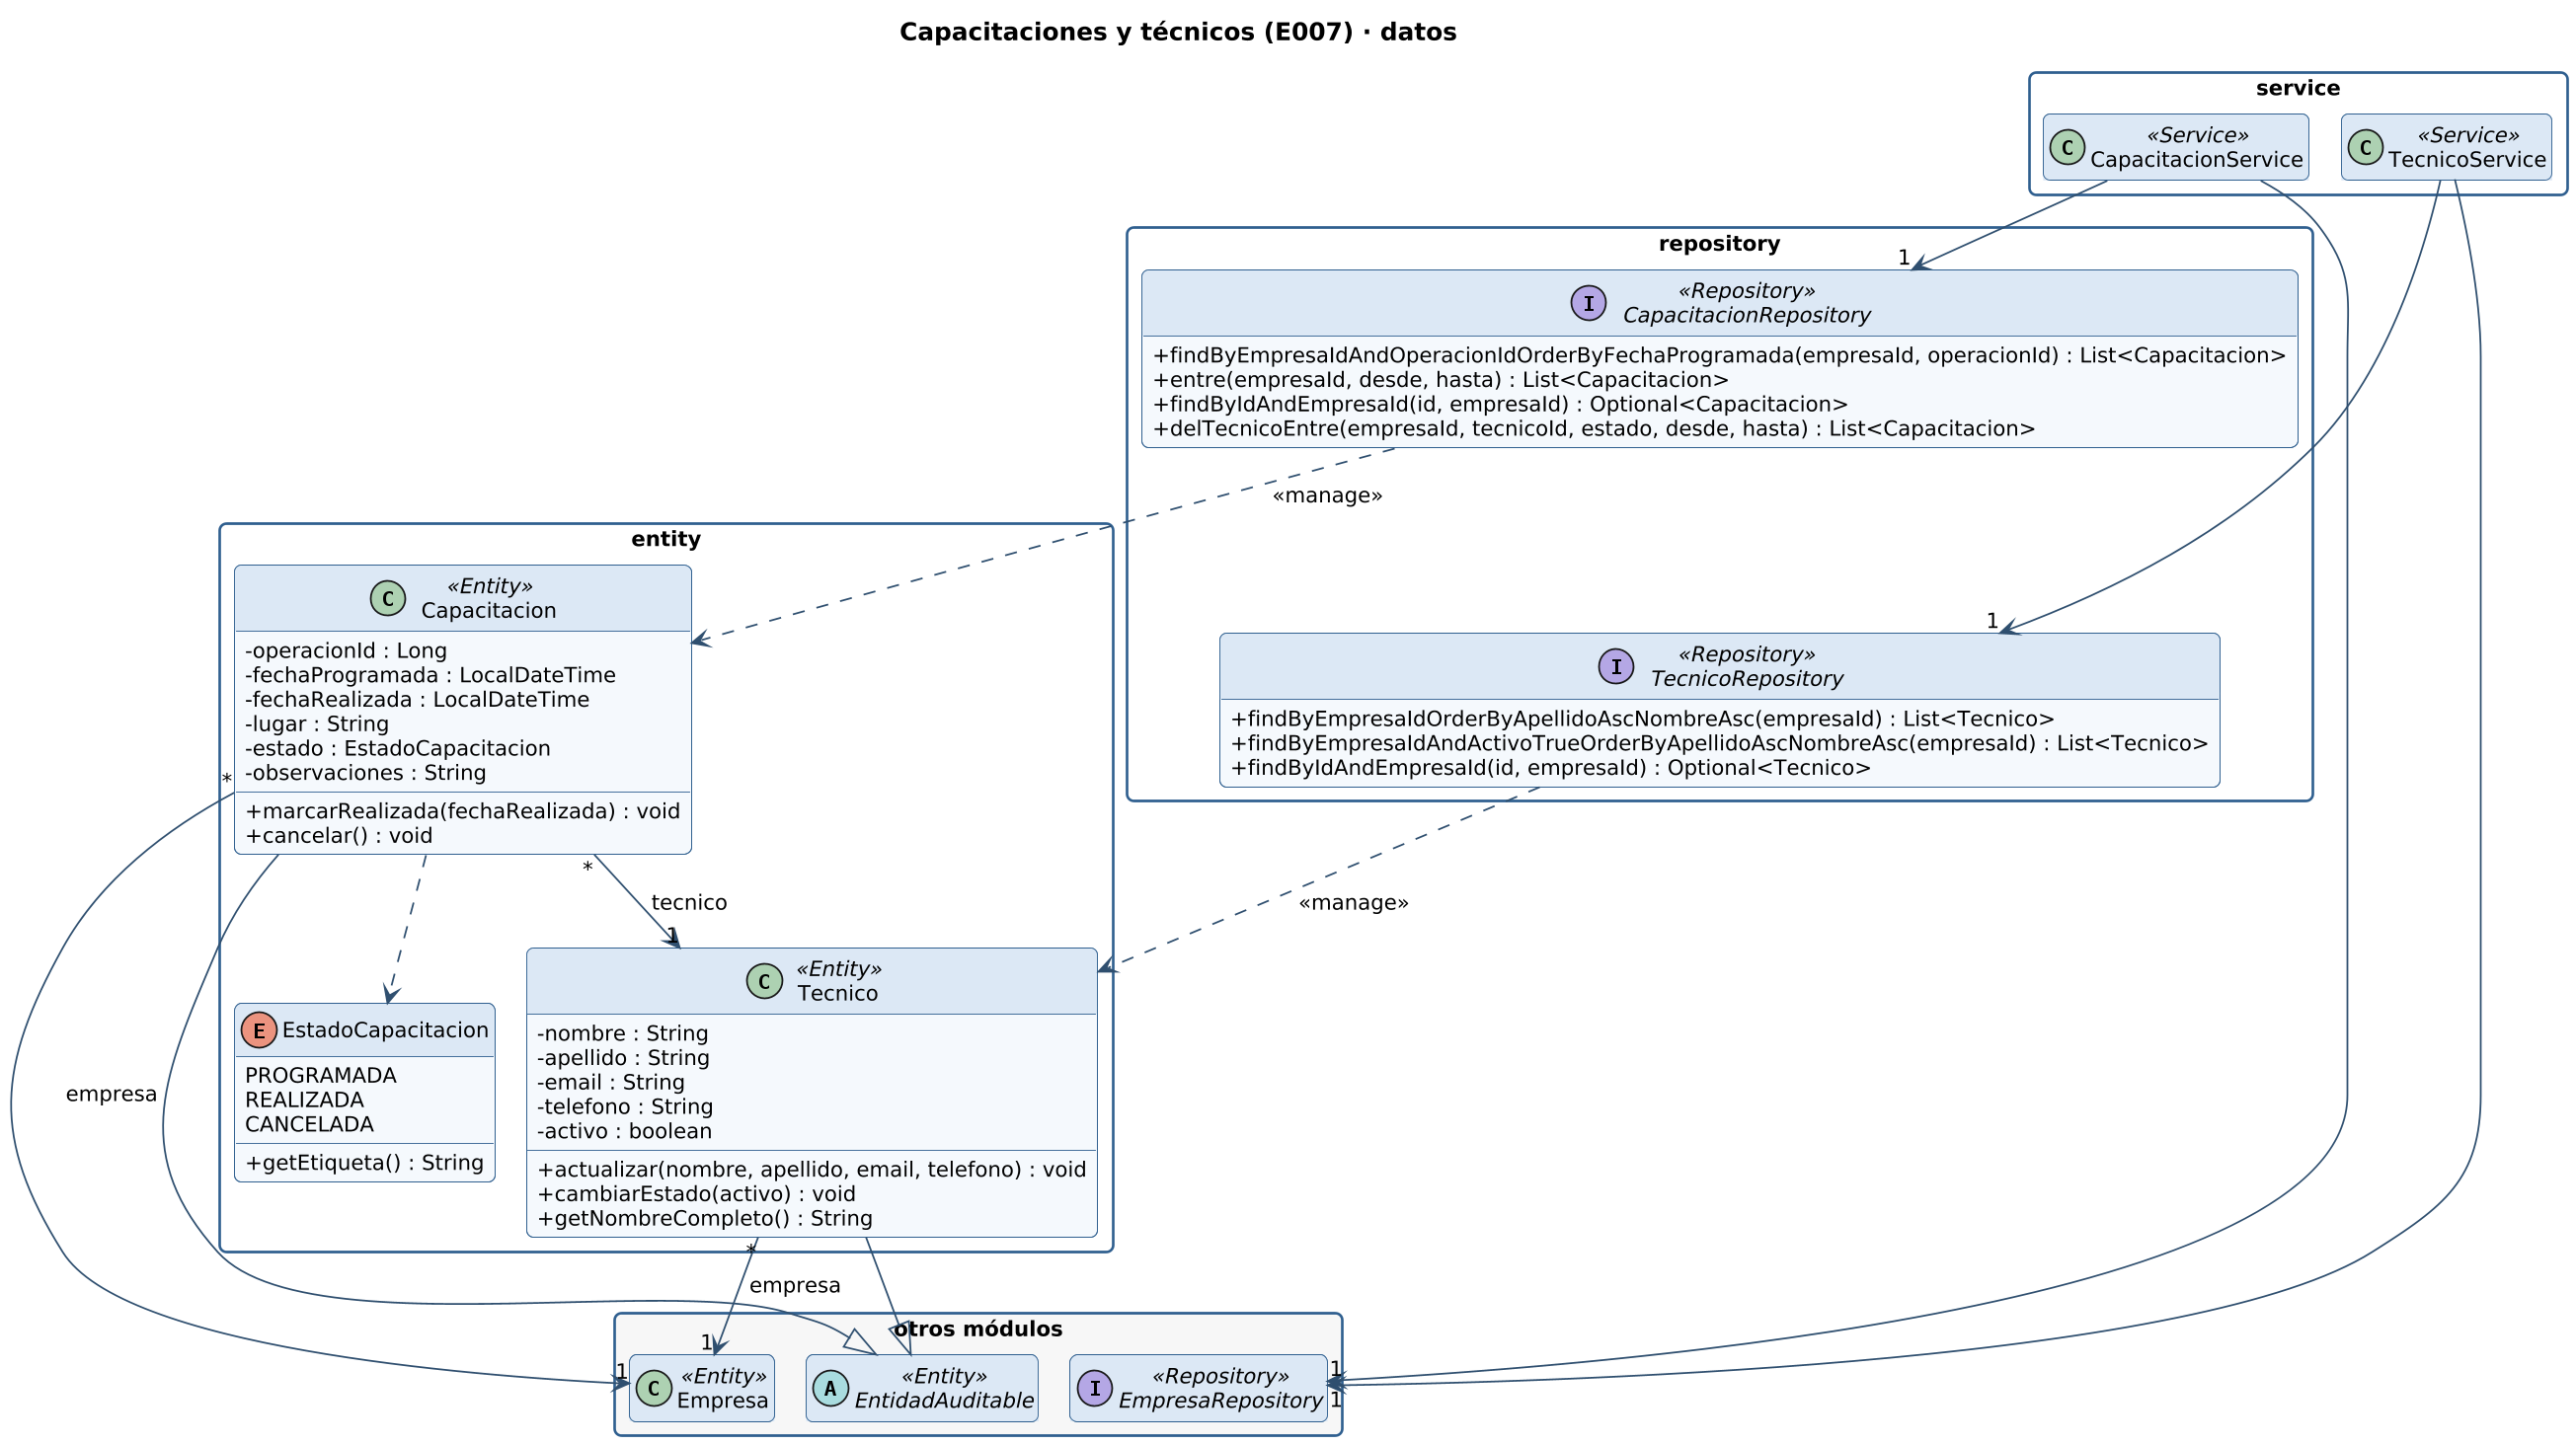 Capacitaciones y técnicos (E007) · datos
service
C
«Service»
CapacitacionService
C
«Service»
TecnicoService
repository
1
I
«Repository»
CapacitacionRepository
+findByEmpresaIdAndOperacionIdOrderByFechaProgramada(empresaId, operacionId) : List<Capacitacion>
+entre(empresaId, desde, hasta) : List<Capacitacion>
+findByIdAndEmpresaId(id, empresaId) : Optional<Capacitacion>
+delTecnicoEntre(empresaId, tecnicoId, estado, desde, hasta) : List<Capacitacion>
«manage»
1
I
«Repository»
TecnicoRepository
+findByEmpresaIdOrderByApellidoAscNombreAsc(empresaId) : List<Tecnico>
+findByEmpresaIdAndActivoTrueOrderByApellidoAscNombreAsc(empresaId) : List<Tecnico>
+findByIdAndEmpresaId(id, empresaId) : Optional<Tecnico>
«manage»
entity
C
«Entity»
Capacitacion
-operacionId : Long
-fechaProgramada : LocalDateTime
-fechaRealizada : LocalDateTime
-lugar : String
-estado : EstadoCapacitacion
-observaciones : String
*
+marcarRealizada(fechaRealizada) : void
+cancelar() : void
*
tecnico
1
E
EstadoCapacitacion
PROGRAMADA
REALIZADA
CANCELADA
+getEtiqueta() : String
C
«Entity»
Tecnico
-nombre : String
-apellido : String
-email : String
-telefono : String
-activo : boolean
+actualizar(nombre, apellido, email, telefono) : void
+cambiarEstado(activo) : void
+getNombreCompleto() : String
empresa
*
empresa
otros módulos
1
1
C
«Entity»
Empresa
A
«Entity»
EntidadAuditable
I
«Repository»
EmpresaRepository
1
1